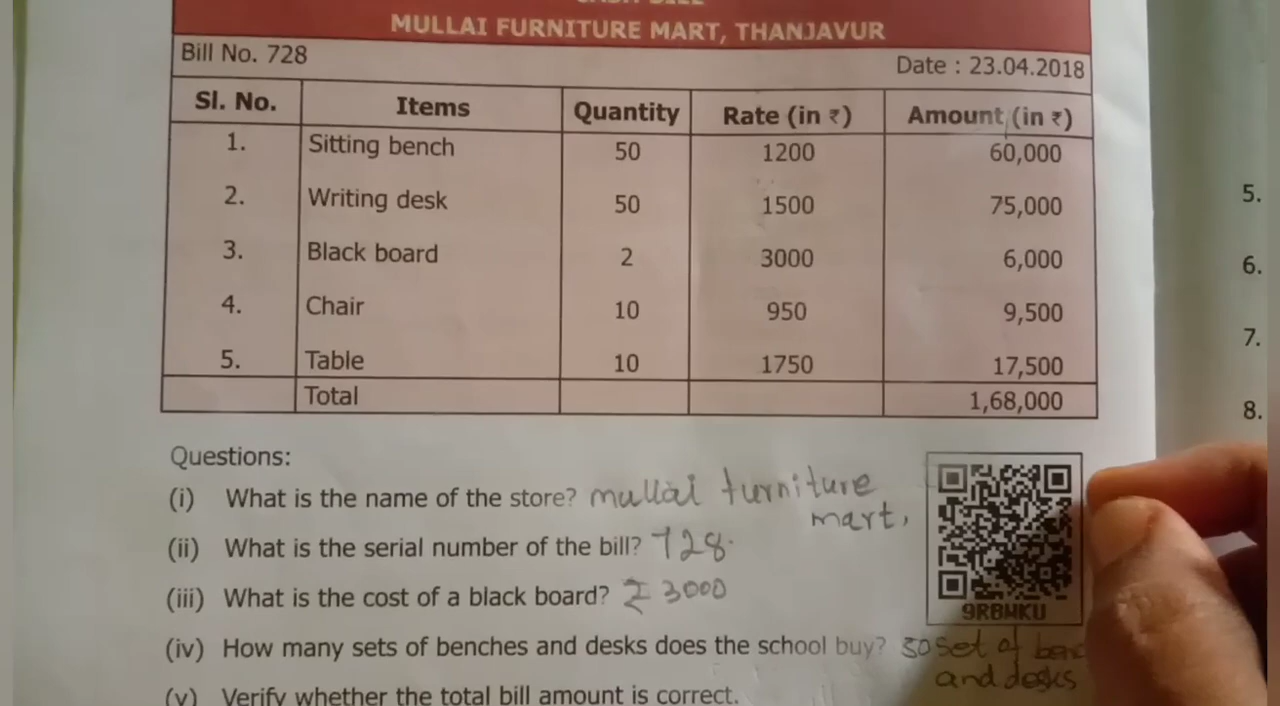 MULLAI FURNITURE MART, THANJAVUR
Bill No. 728 Date : 23.04.2018
Sl. No. Items Quantity Rate (in ₹) Amount (in ₹)
1. Sitting bench 50 1200 60,000
2. Writing desk 50 1500 75,000
3. Black board 2 3000 6,000
4. Chair 10 950 9,500
5. Table 10 1750 17,500
Total 1,68,000
Questions:
(i) What is the name of the store? mullai furniture
mart,
(ii) What is the serial number of the bill? 728.
(iii) What is the cost of a black board? ₹ 3000
(iv) How many sets of benches and desks does the school buy? 50 set of
and desks
(v) Verify whether the total bill amount is correct.
9RBWKU
5.
6.
7.
8.